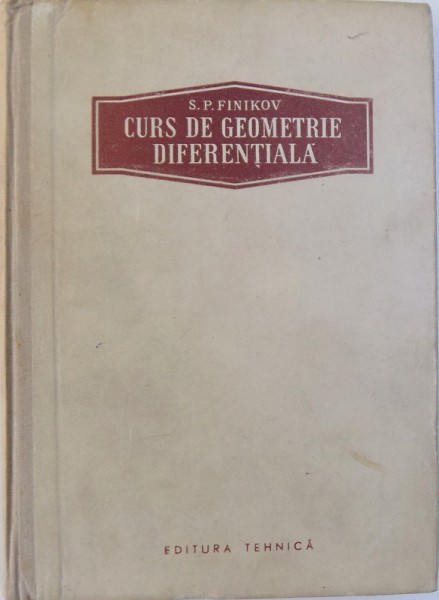 S. P. FINIKOV
CURS DE GEOMETRIE
DIFERENȚIALĂ
EDITURA TEHNICĂ